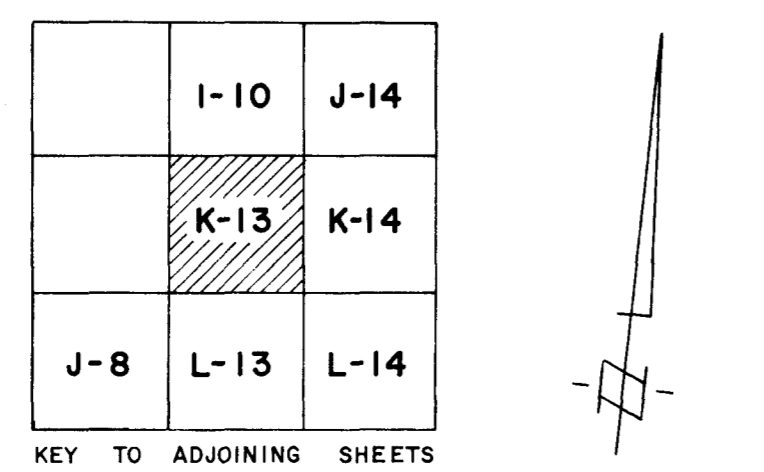 I-10 J-14
K-13 K-14
J-8 L-13 L-14
KEY TO ADJOINING SHEETS
N